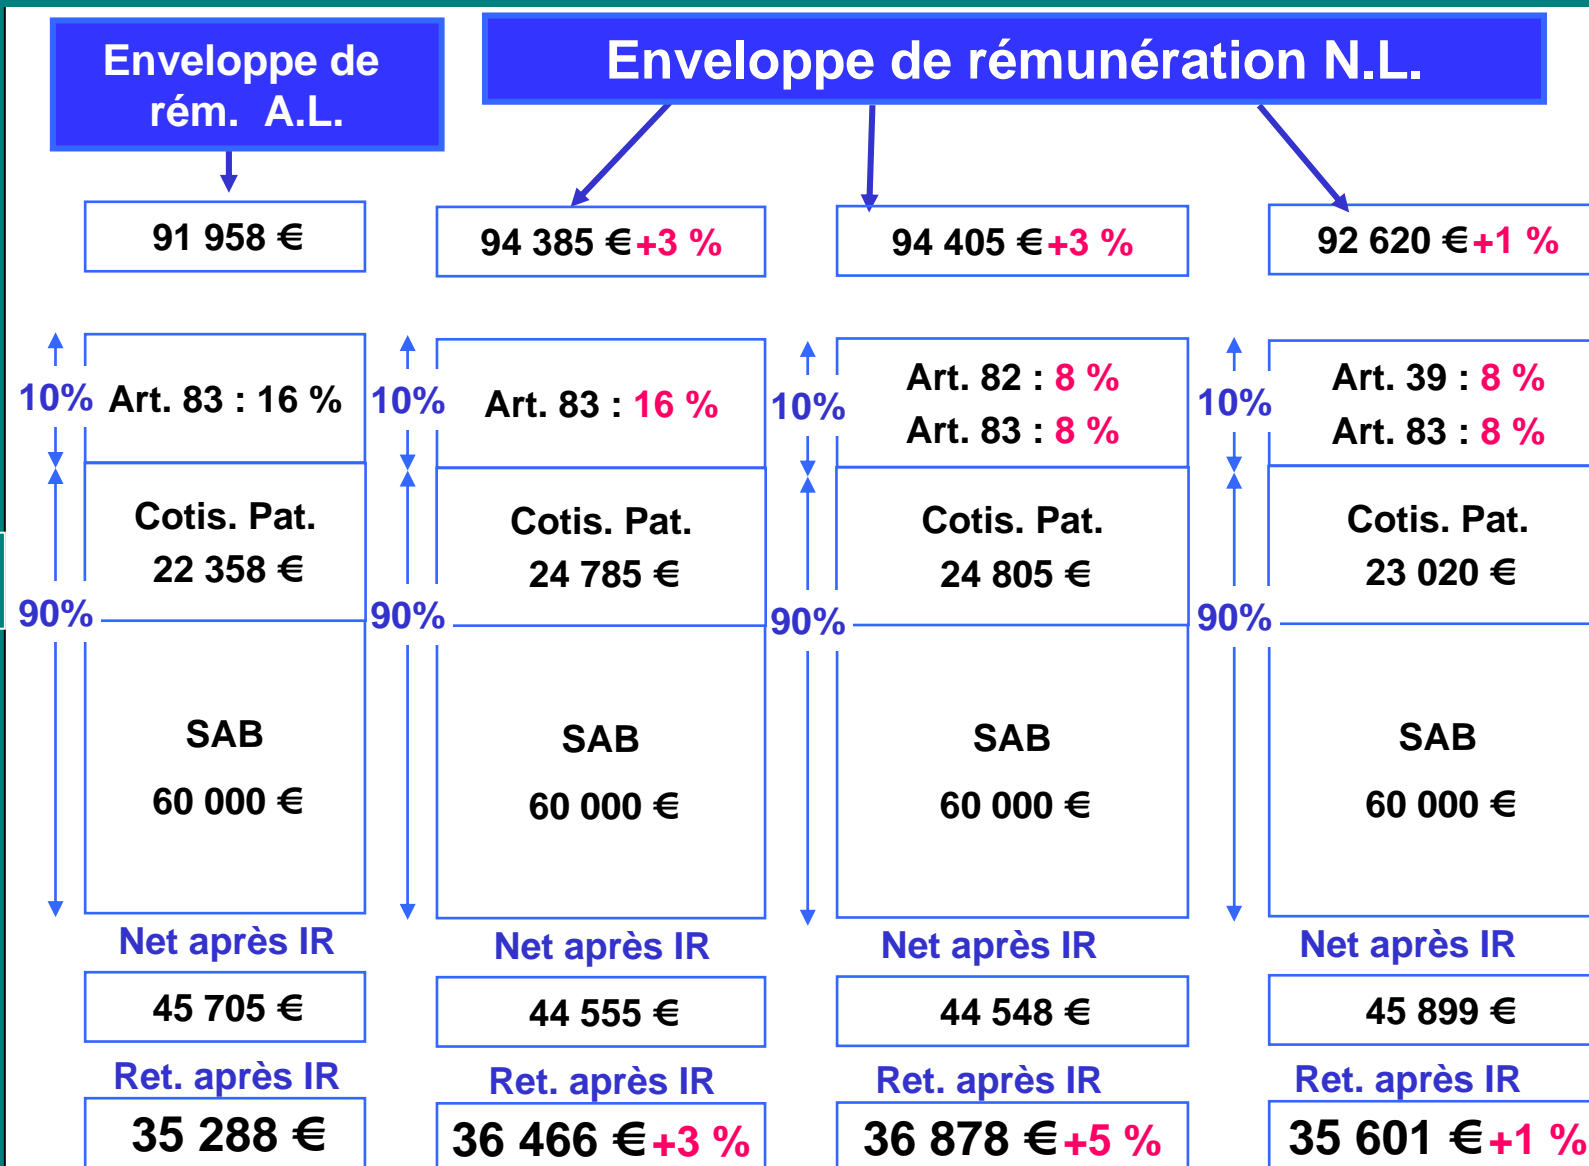 Enveloppe de
rém. A.L.
Enveloppe de rémunération N.L.
91 958 €
94 385 € +3 %
94 405 € +3 %
92 620 € +1 %
10%
Art. 83 : 16 %
10%
Art. 83 : 16 %
10%
Art. 82 : 8 %
Art. 83 : 8 %
10%
Art. 39 : 8 %
Art. 83 : 8 %
90%
Cotis. Pat.
22 358 €
90%
Cotis. Pat.
24 785 €
90%
Cotis. Pat.
24 805 €
90%
Cotis. Pat.
23 020 €
SAB
60 000 €
SAB
60 000 €
SAB
60 000 €
SAB
60 000 €
Net après IR
Net après IR
Net après IR
Net après IR
45 705 €
44 555 €
44 548 €
45 899 €
Ret. après IR
Ret. après IR
Ret. après IR
Ret. après IR
35 288 €
36 466 € +3 %
36 878 € +5 %
35 601 € +1 %